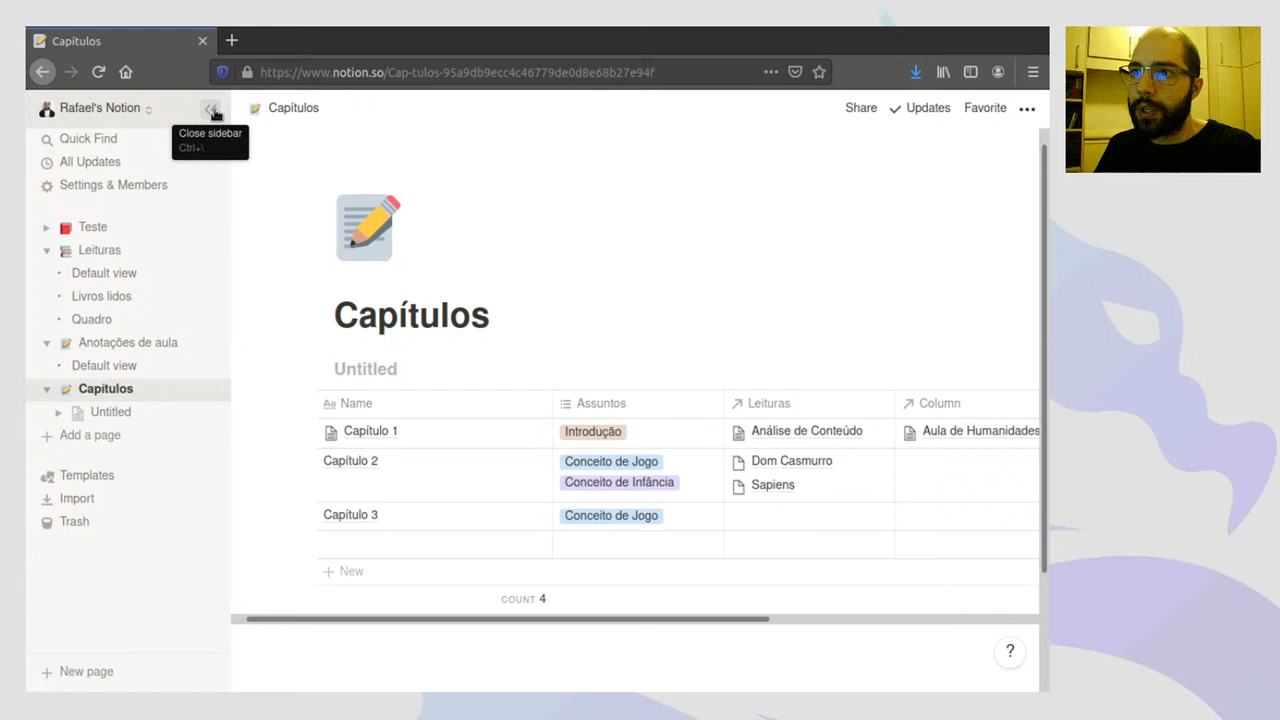 Capítulos
https://www.notion.so/Cap-tulos-95a9db9ecc4c46779de0d8e68b27e94f
Rafael's Notion
Capítulos
Share
Updates
Favorite
Close sidebar
Ctrl+\
Quick Find
All Updates
Settings & Members
Teste
Leituras
Default view
Livros lidos
Quadro
Anotações de aula
Default view
Capítulos
Untitled
Add a page
Templates
Import
Trash
New page
Capítulos
Untitled
Aa Name Assuntos Leituras Column
Capítulo 1 Introdução Análise de Conteúdo Aula de Humanidades
Capítulo 2 Conceito de Jogo Dom Casmurro
Conceito de Infância Sapiens
Capítulo 3 Conceito de Jogo
+ New
COUNT 4
?